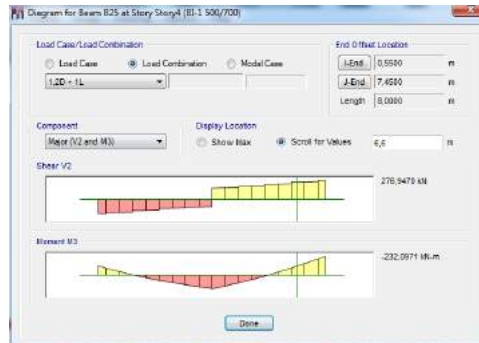 Diagram for Beam B25 at Story Story4 (BI-1 500/700)
Load Case/Load Combination
End Offset Location
Load Case
Load Combination
Modal Case
I-End 0,5500 m
1,2D + 1L
J-End 7,4500 m
Length 8,0000 m
Component
Display Location
Major (V2 and M3)
Show Max
Scroll for Values
6,6 m
Shear V2
276,9479 kN
Moment M3
-232,0971 kN-m
Done